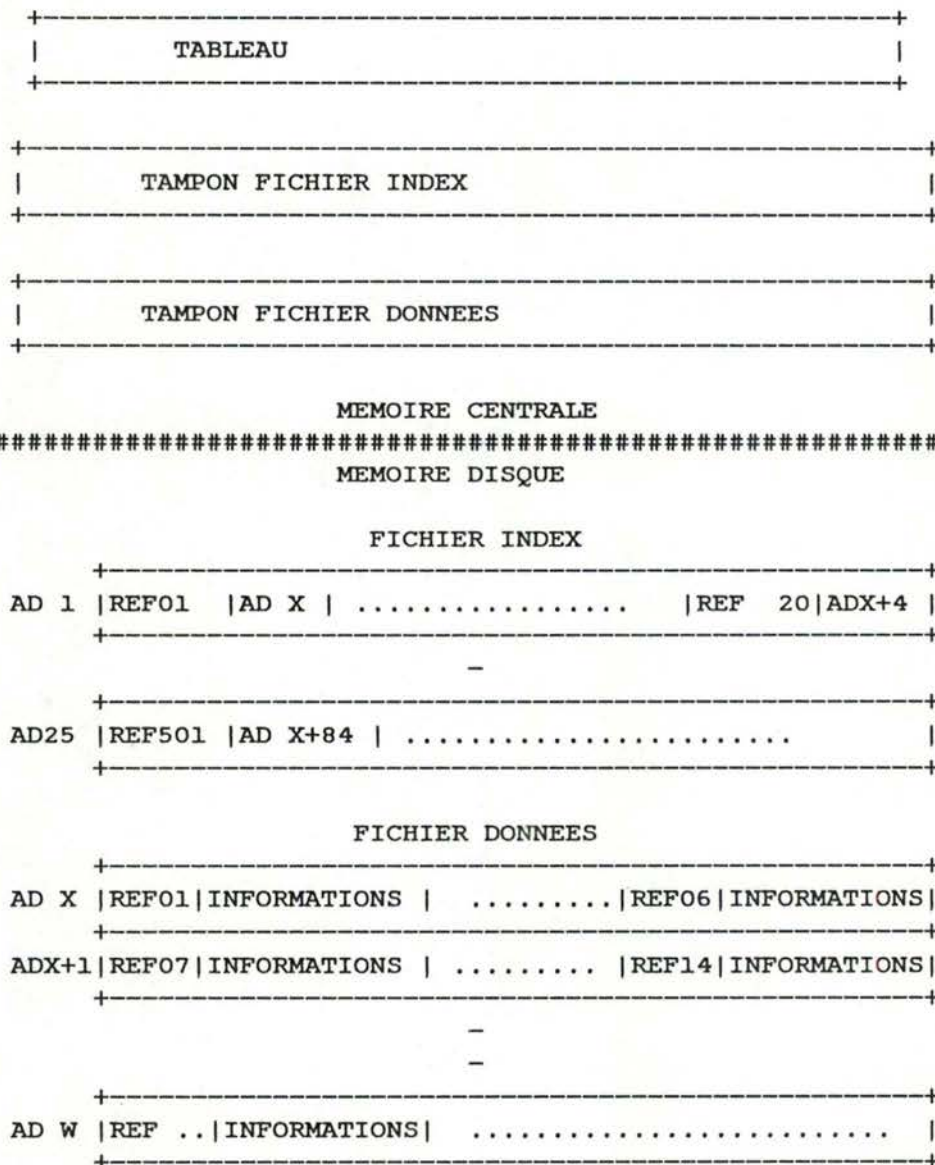 TABLEAU
TAMPON FICHIER INDEX
TAMPON FICHIER DONNEES
MEMOIRE CENTRALE
##########################################################
MEMOIRE DISQUE
FICHIER INDEX
AD 1 |REF01 |AD X | ................. |REF 20|ADX+4 |
AD25 |REF501 |AD X+84 | ........................ |
FICHIER DONNEES
AD X |REF01|INFORMATIONS | .........|REF06|INFORMATIONS|
ADX+1|REF07|INFORMATIONS | ......... |REF14|INFORMATIONS|
AD W |REF ..|INFORMATIONS| .......................... |